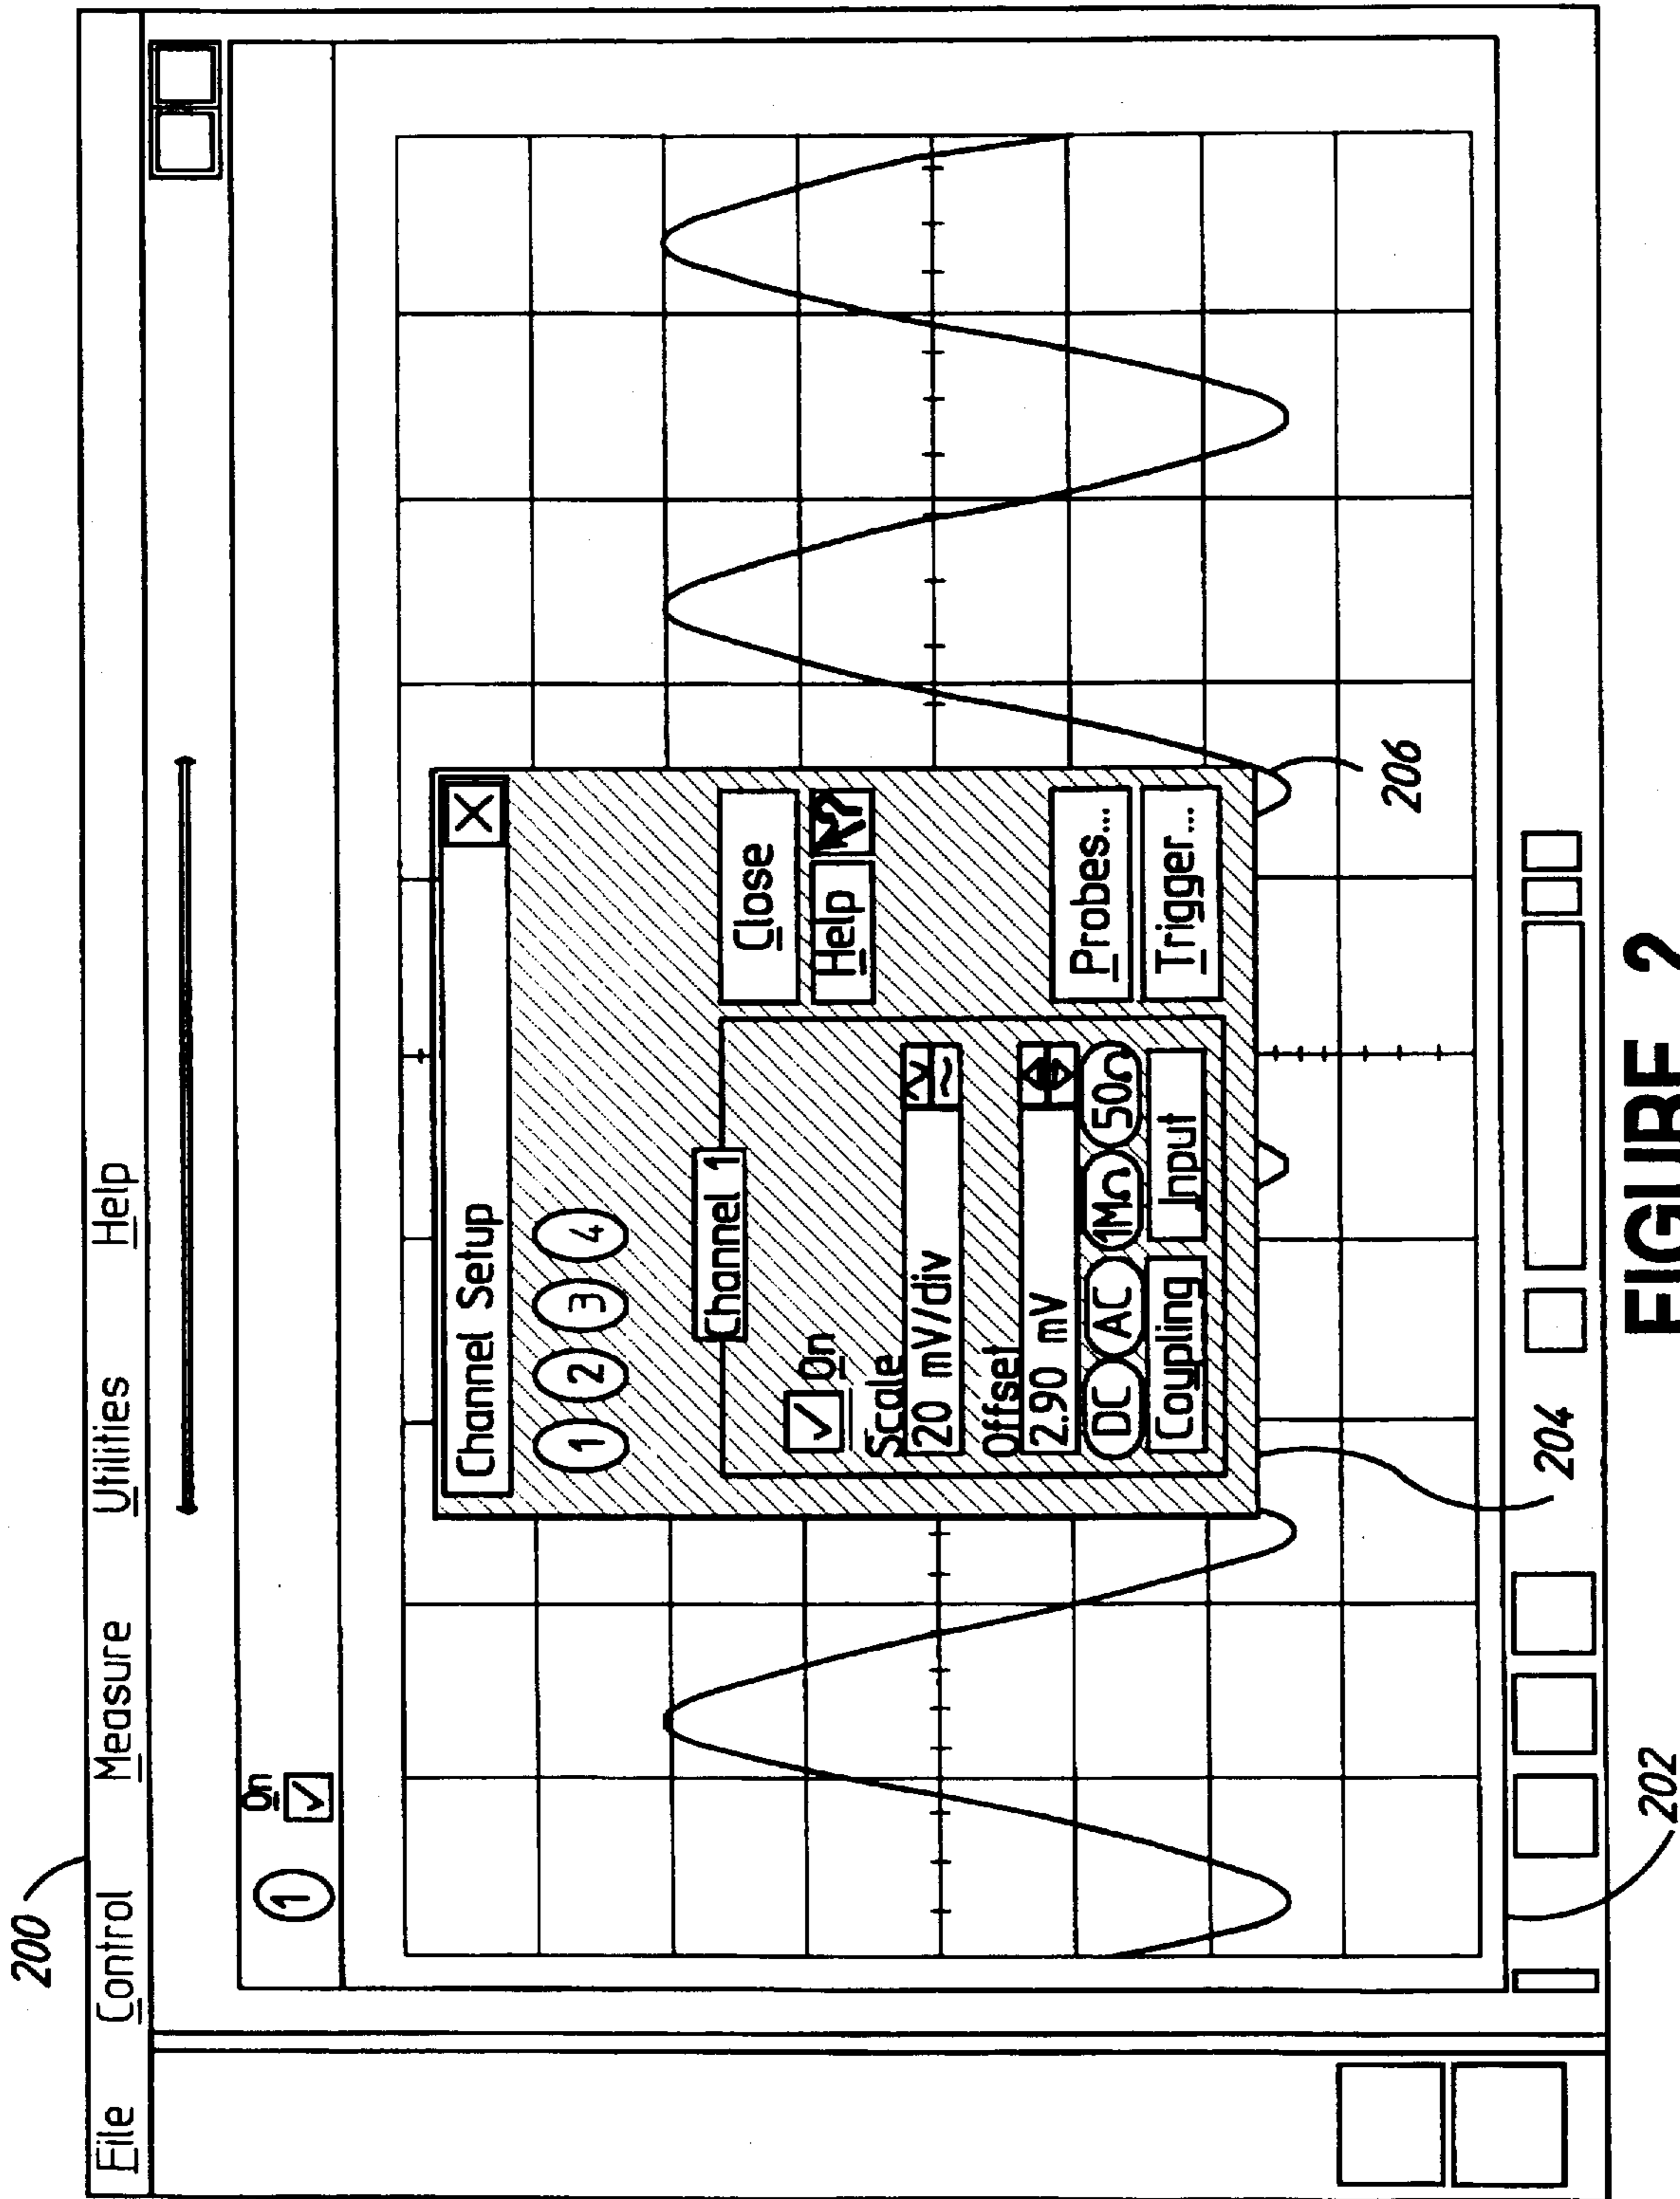 200
File Control Measure Utilities Help
1 On
Channel Setup
1 2 3 4
Channel 1
On
Scale
20 mV/div
Offset
2.90 mV
DC AC 1MΩ 50Ω
Coupling Input
Close
Help ?
Probes...
Trigger...
206
204
202
FIGURE 2